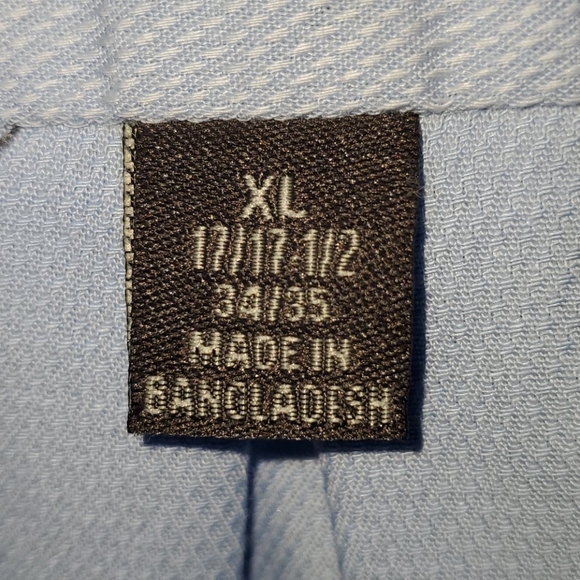 XL
17/17-1/2
34/35
MADE IN
BANGLADESH